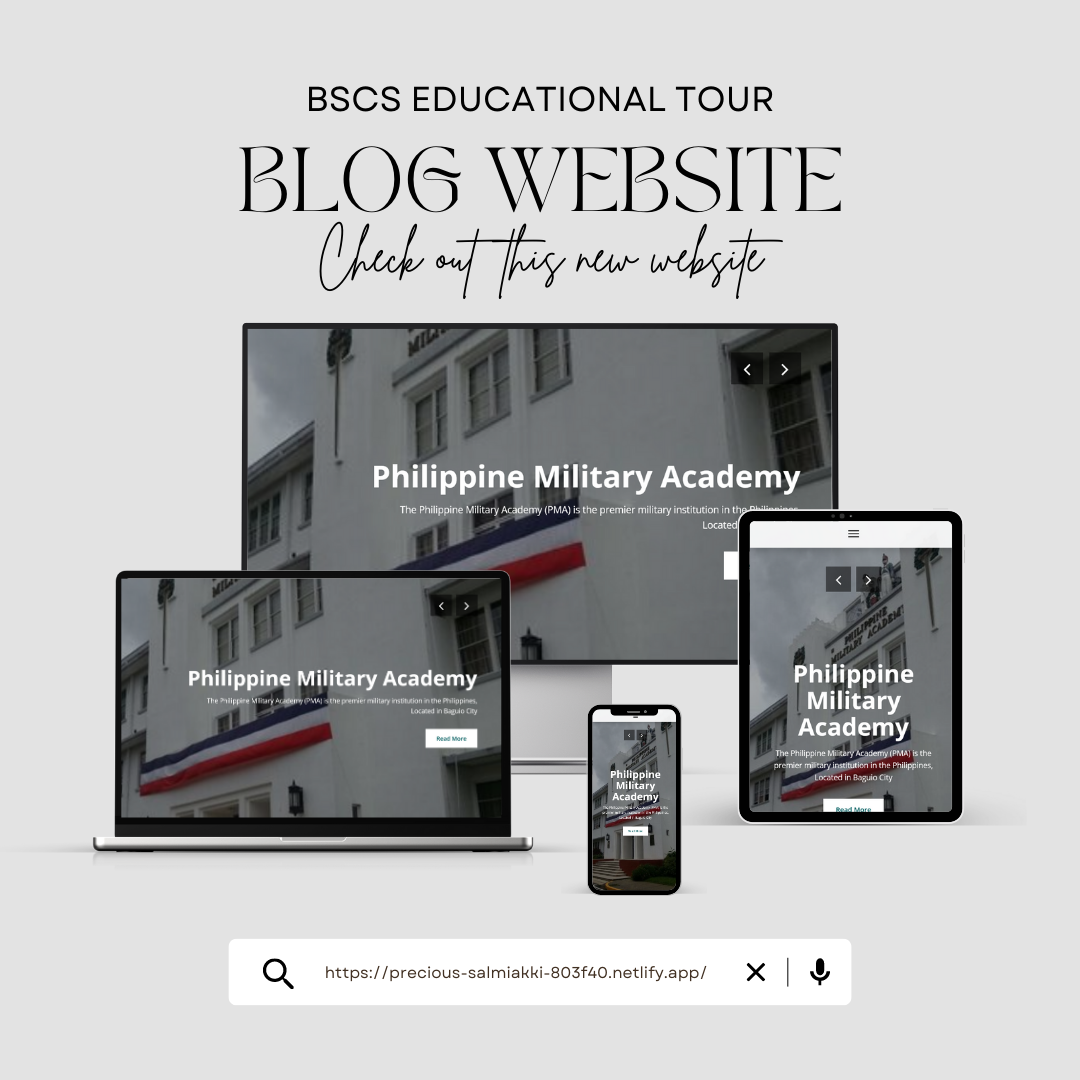 BSCS EDUCATIONAL TOUR
BLOG WEBSITE
Check out this new website
Philippine Military Academy
The Philippine Military Academy (PMA) is the premier military institution in the Philippines,
Located
Philippine Military Academy
The Philippine Military Academy (PMA) is the premier military institution in the Philippines,
Located in Baguio City
Read More
PHILIPPINE
MILITARY ACADEMY
Philippine
Military
Academy
The Philippine Military Academy (PMA) is the
premier military institution in the Philippines,
Located in Baguio City
Read More
Philippine
Military
Academy
https://precious-salmiakki-803f40.netlify.app/